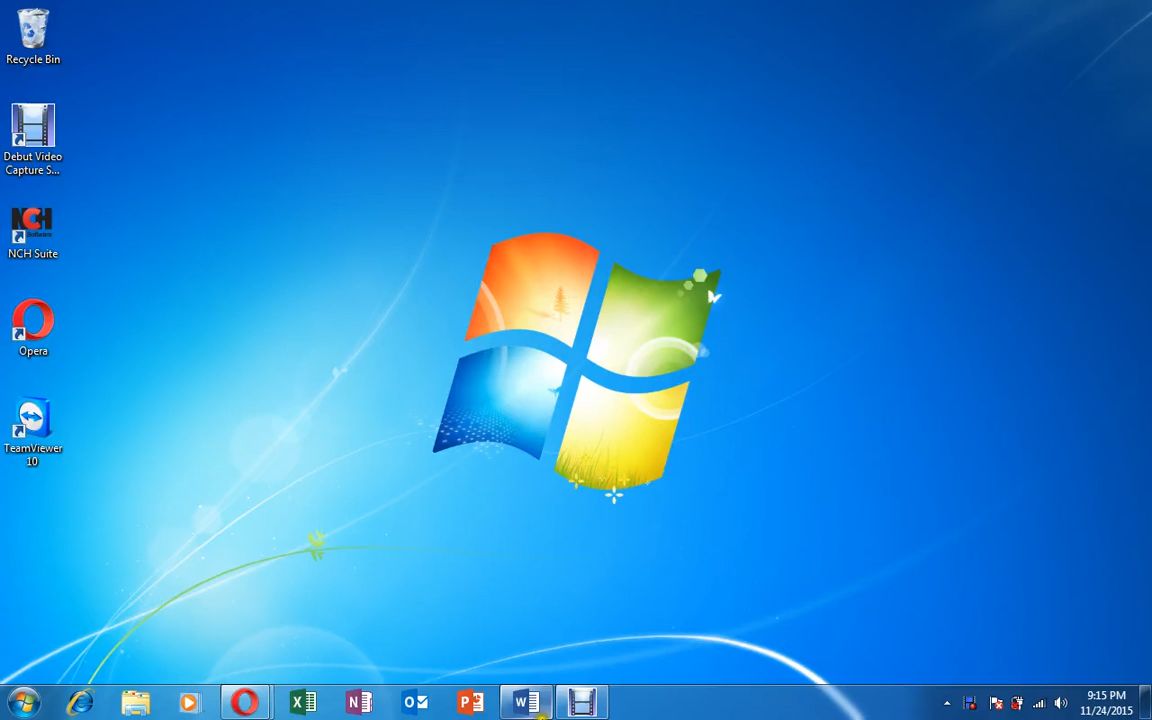 Recycle Bin
Debut Video
Capture S...
NCH
Software
NCH Suite
Opera
TeamViewer
10
X
N
O
P
W
9:15 PM
11/24/2015